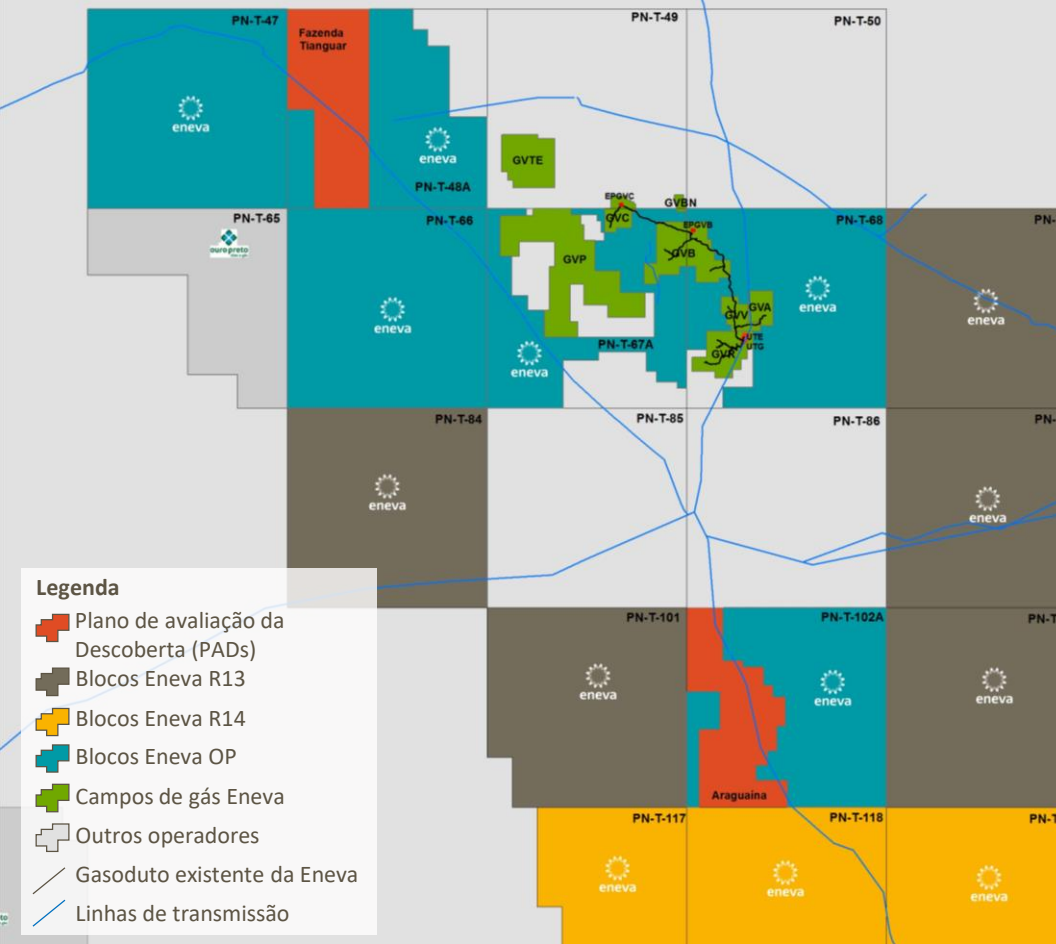 PN-T-47
Fazenda
Tianguar
PN-T-49
PN-T-50
eneva
eneva
PN-T-48A
GVTE
PN-T-65
ouro preto
PN-T-66
EPGVC
GVBN
GVC
EPGVB
PN-T-68
PN-
GVP
GVB
eneva
eneva
eneva
GVA
GVV
UTE
UTG
PN-T-67A
GVR
eneva
PN-T-84
PN-T-85
PN-T-86
PN-
eneva
eneva
Legenda
Plano de avaliação da
Descoberta (PADs)
Blocos Eneva R13
Blocos Eneva R14
Blocos Eneva OP
Campos de gás Eneva
Outros operadores
Gasoduto existente da Eneva
Linhas de transmissão
PN-T-101
PN-T-102A
PN-T
eneva
eneva
eneva
Araguaína
PN-T-117
PN-T-118
PN-T
eneva
eneva
eneva
to